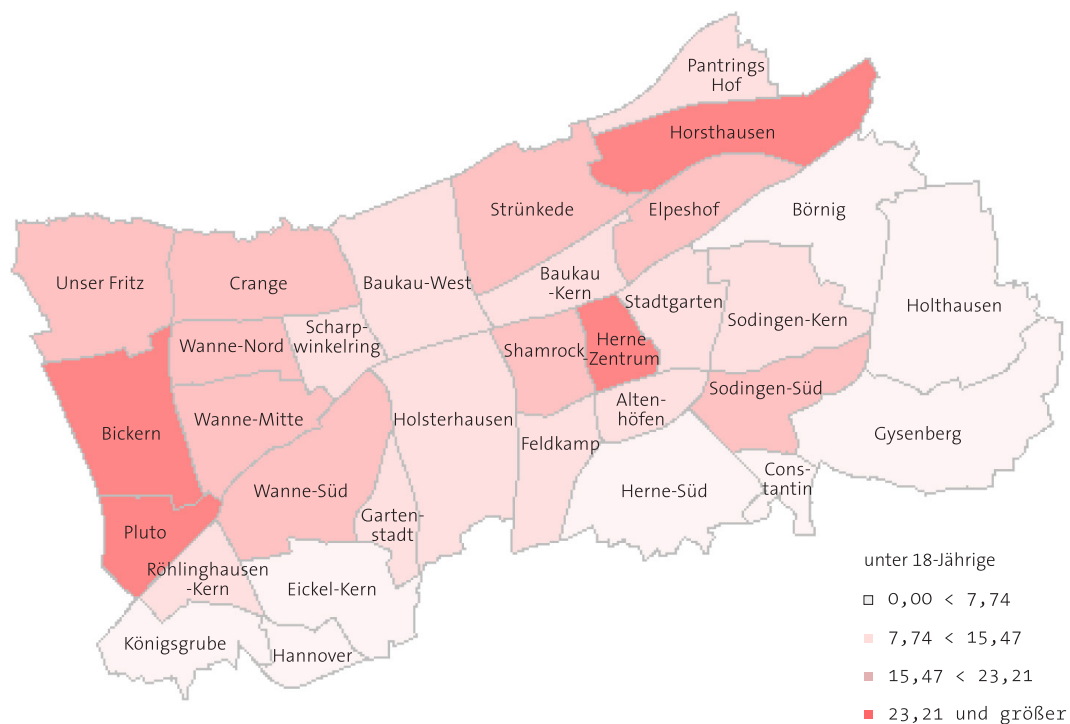 Pantrings
Hof
Horsthausen
Strünkede
Elpeshof
Börnig
Unser Fritz
Crange
Baukau-West
Baukau
-Kern
Stadtgarten
Holthausen
Sodingen-Kern
Scharp-
winkelring
Wanne-Nord
Shamrock
Herne
-Zentrum
Sodingen-Süd
Alten-
höfen
Wanne-Mitte
Holsterhausen
Bickern
Feldkamp
Gysenberg
Wanne-Süd
Herne-Süd
Cons-
tantin
Garten-
stadt
Pluto
Röhlinghausen
-Kern
Eickel-Kern
Königsgrube
Hannover
unter 18-Jährige
0,00 < 7,74
7,74 < 15,47
15,47 < 23,21
23,21 und größer